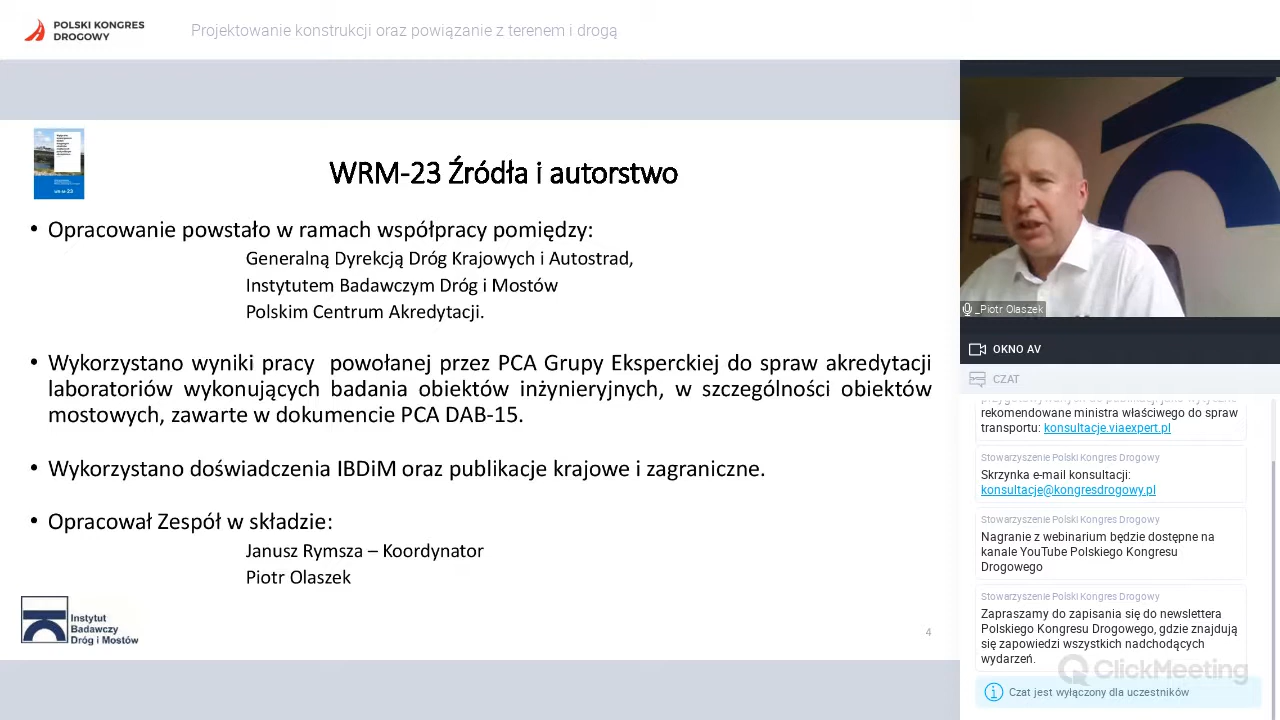 POLSKI KONGRES
DROGOWY
Projektowanie konstrukcji oraz powiązanie z terenem i drogą
WR-M-23
WRM-23 Źródła i autorstwo
• Opracowanie powstało w ramach współpracy pomiędzy:
Generalną Dyrekcją Dróg Krajowych i Autostrad,
Instytutem Badawczym Dróg i Mostów
Polskim Centrum Akredytacji.
• Wykorzystano wyniki pracy powołanej przez PCA Grupy Eksperckiej do spraw akredytacji
laboratoriów wykonujących badania obiektów inżynieryjnych, w szczególności obiektów
mostowych, zawarte w dokumencie PCA DAB-15.
• Wykorzystano doświadczenia IBDiM oraz publikacje krajowe i zagraniczne.
• Opracował Zespół w składzie:
Janusz Rymsza – Koordynator
Piotr Olaszek
Instytut
Badawczy
Dróg i Mostów
4
_Piotr Olaszek
OKNO AV
CZAT
rekomendowane ministra właściwego do spraw
transportu: konsultacje.viaexpert.pl
Stowarzyszenie Polski Kongres Drogowy
Skrzynka e-mail konsultacji:
konsultacje@kongresdrogowy.pl
Stowarzyszenie Polski Kongres Drogowy
Nagranie z webinarium będzie dostępne na
kanale YouTube Polskiego Kongresu
Drogowego
Stowarzyszenie Polski Kongres Drogowy
Zapraszamy do zapisania się do newslettera
Polskiego Kongresu Drogowego, gdzie znajdują
się zapowiedzi wszystkich nadchodzących
wydarzeń.
ClickMeeting
Czat jest wyłączony dla uczestników